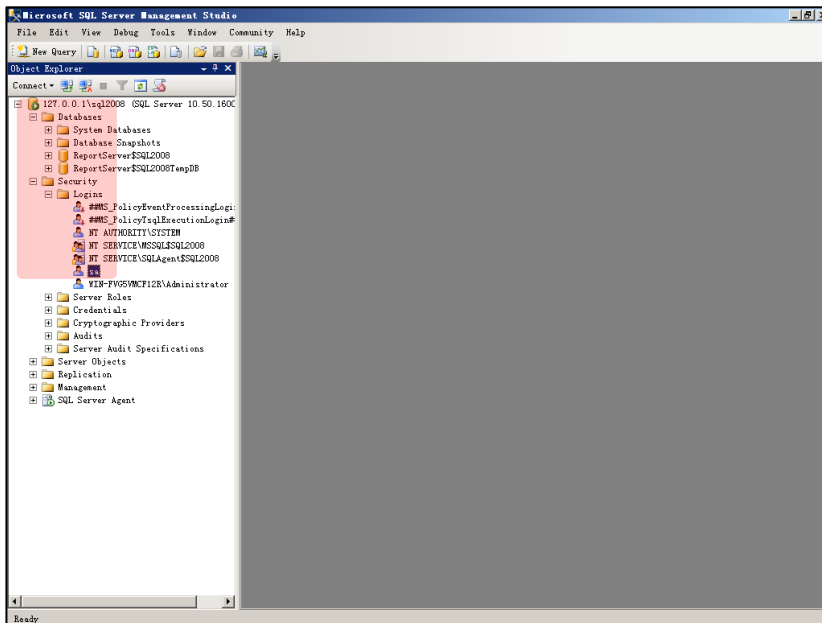 Microsoft SQL Server Management Studio
File Edit View Debug Tools Window Community Help
New Query
Object Explorer
Connect
127.0.0.1\sql2008 (SQL Server 10.50.1600
Databases
System Databases
Database Snapshots
ReportServer$SQL2008
ReportServer$SQL2008TempDB
Security
Logins
##MS_PolicyEventProcessingLogi
##MS_PolicyTsqlExecutionLogin#
NT AUTHORITY\SYSTEM
NT SERVICE\MSSQL$SQL2008
NT SERVICE\SQLAgent$SQL2008
sa
WIN-FVG5VMCF12R\Administrator
Server Roles
Credentials
Cryptographic Providers
Audits
Server Audit Specifications
Server Objects
Replication
Management
SQL Server Agent
Ready